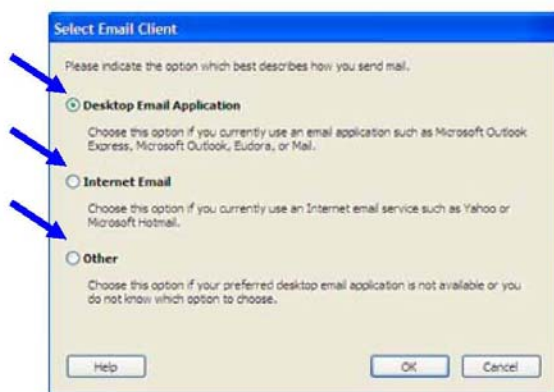 Select Email Client
Please indicate the option which best describes how you send mail.
Desktop Email Application
Choose this option if you currently use an email application such as Microsoft Outlook
Express, Microsoft Outlook, Eudora, or Mail.
Internet Email
Choose this option if you currently use an Internet email service such as Yahoo or
Microsoft Hotmail.
Other
Choose this option if your preferred desktop email application is not available or you
do not know which option to choose.
Help
OK
Cancel